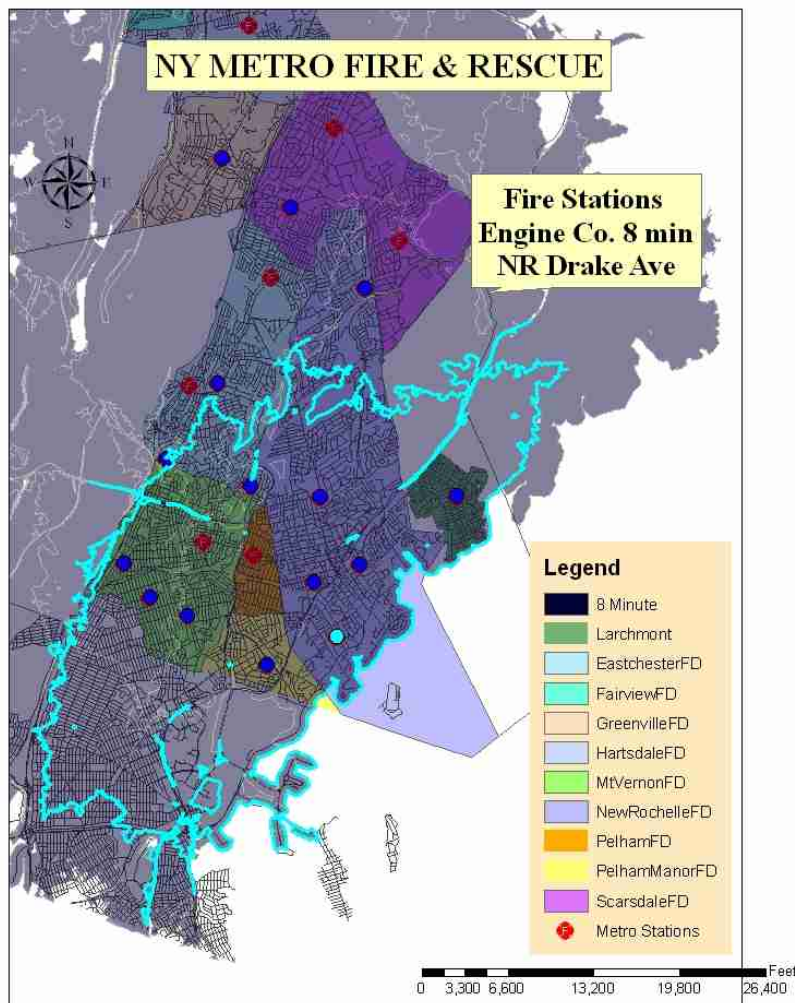 NY METRO FIRE & RESCUE
N
W E
S
Fire Stations
Engine Co. 8 min
NR Drake Ave
Legend
8 Minute
Larchmont
EastchesterFD
FairviewFD
GreenvilleFD
HartsdaleFD
MtVernonFD
NewRochelleFD
PelhamFD
PelhamManorFD
ScarsdaleFD
F Metro Stations
Feet
0 3,300 6,600 13,200 19,800 26,400